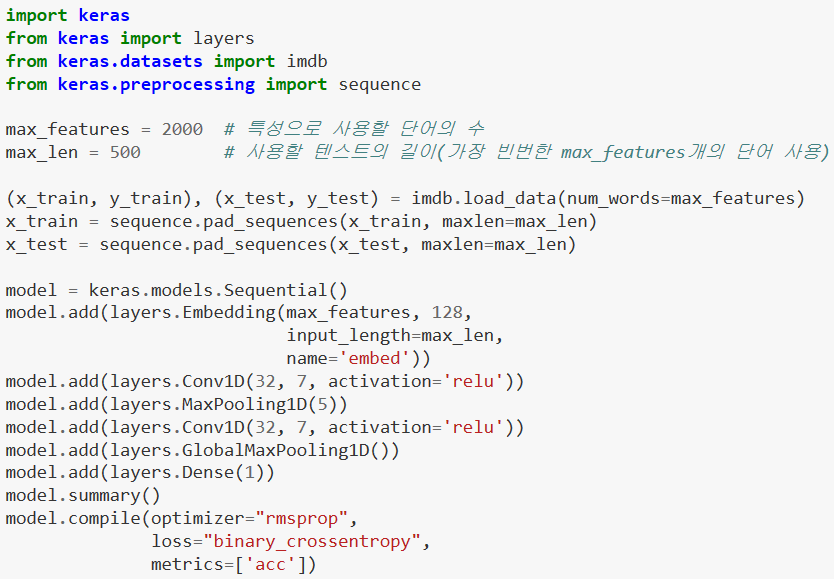 import keras
from keras import layers
from keras.datasets import imdb
from keras.preprocessing import sequence

max_features = 2000  # 특성으로 사용할 단어의 수
max_len = 500        # 사용할 텐스트의 길이(가장 빈번한 max_features개의 단어 사용)

(x_train, y_train), (x_test, y_test) = imdb.load_data(num_words=max_features)
x_train = sequence.pad_sequences(x_train, maxlen=max_len)
x_test = sequence.pad_sequences(x_test, maxlen=max_len)

model = keras.models.Sequential()
model.add(layers.Embedding(max_features, 128,
                           input_length=max_len,
                           name='embed'))
model.add(layers.Conv1D(32, 7, activation='relu'))
model.add(layers.MaxPooling1D(5))
model.add(layers.Conv1D(32, 7, activation='relu'))
model.add(layers.GlobalMaxPooling1D())
model.add(layers.Dense(1))
model.summary()
model.compile(optimizer="rmsprop",
              loss="binary_crossentropy",
              metrics=['acc'])